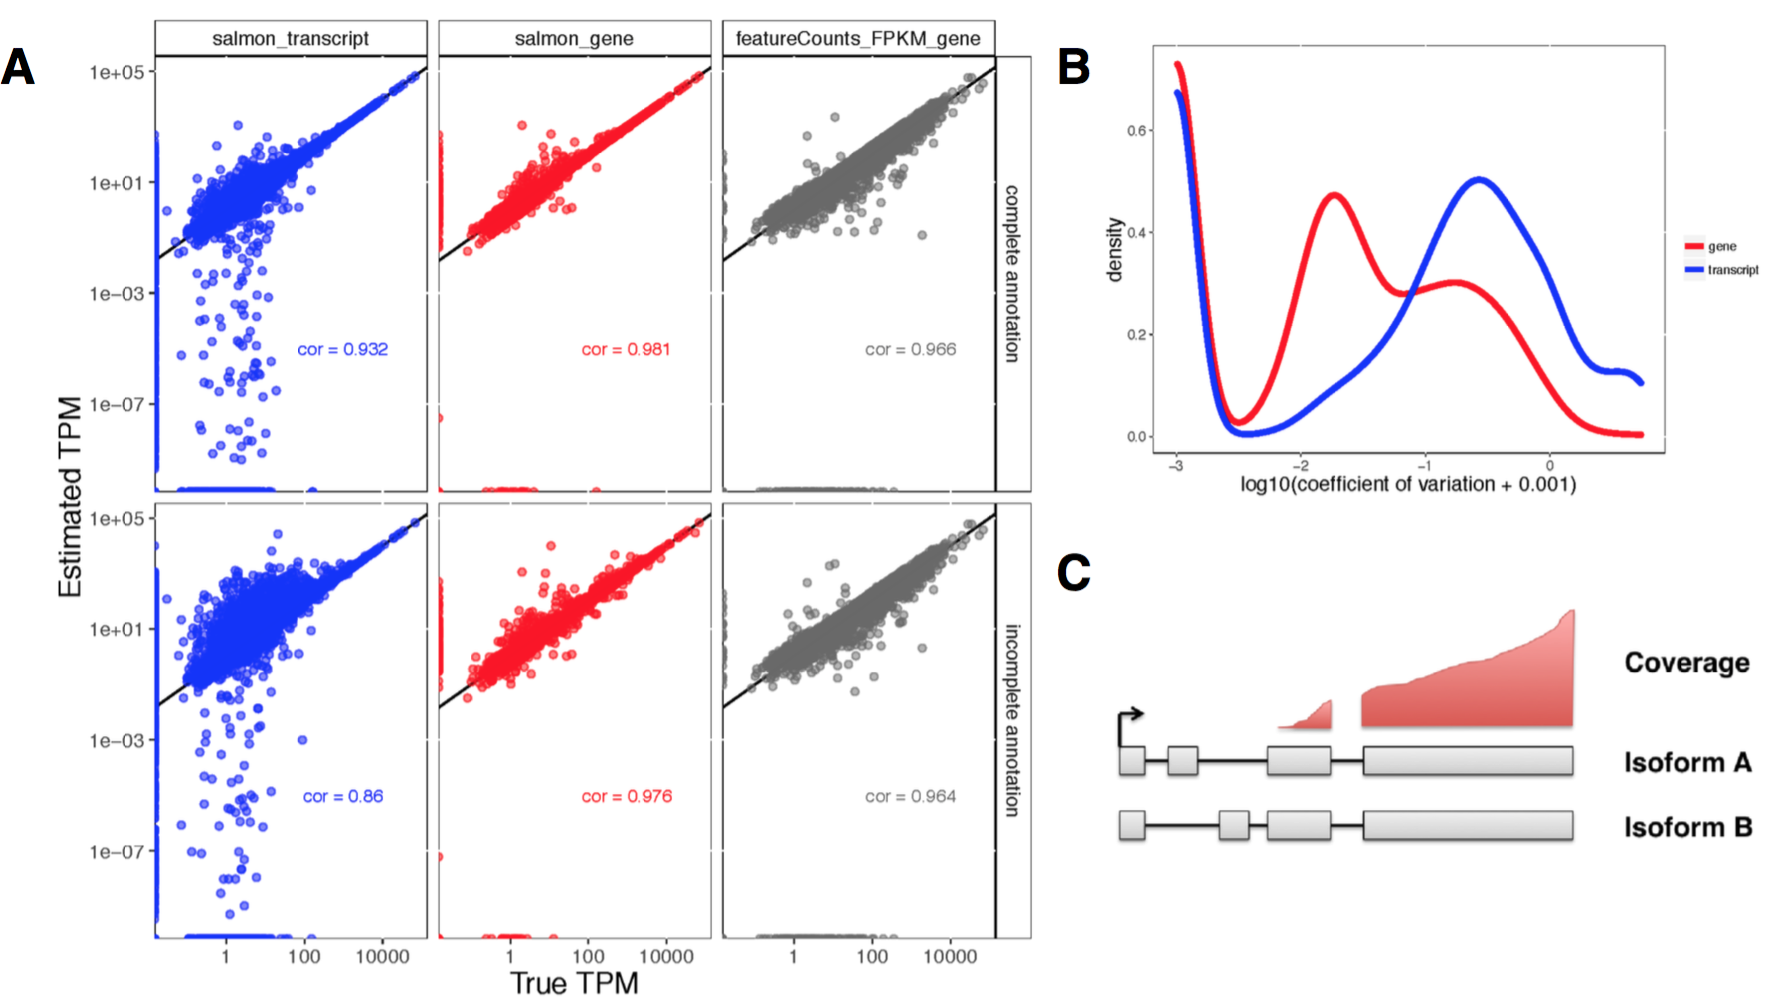 A
salmon_transcript
salmon_gene
featureCounts_FPKM_gene
Estimated TPM
1e+05
1e+01
1e−03
1e−07
cor = 0.932
cor = 0.981
cor = 0.966
complete annotation
1e+05
1e+01
1e−03
1e−07
cor = 0.86
cor = 0.976
cor = 0.964
incomplete annotation
1
100
10000
1
100
10000
1
100
10000
True TPM
B
density
0.6
0.4
0.2
0.0
−3
−2
−1
0
log10(coefficient of variation + 0.001)
gene
transcript
C
Coverage
Isoform A
Isoform B